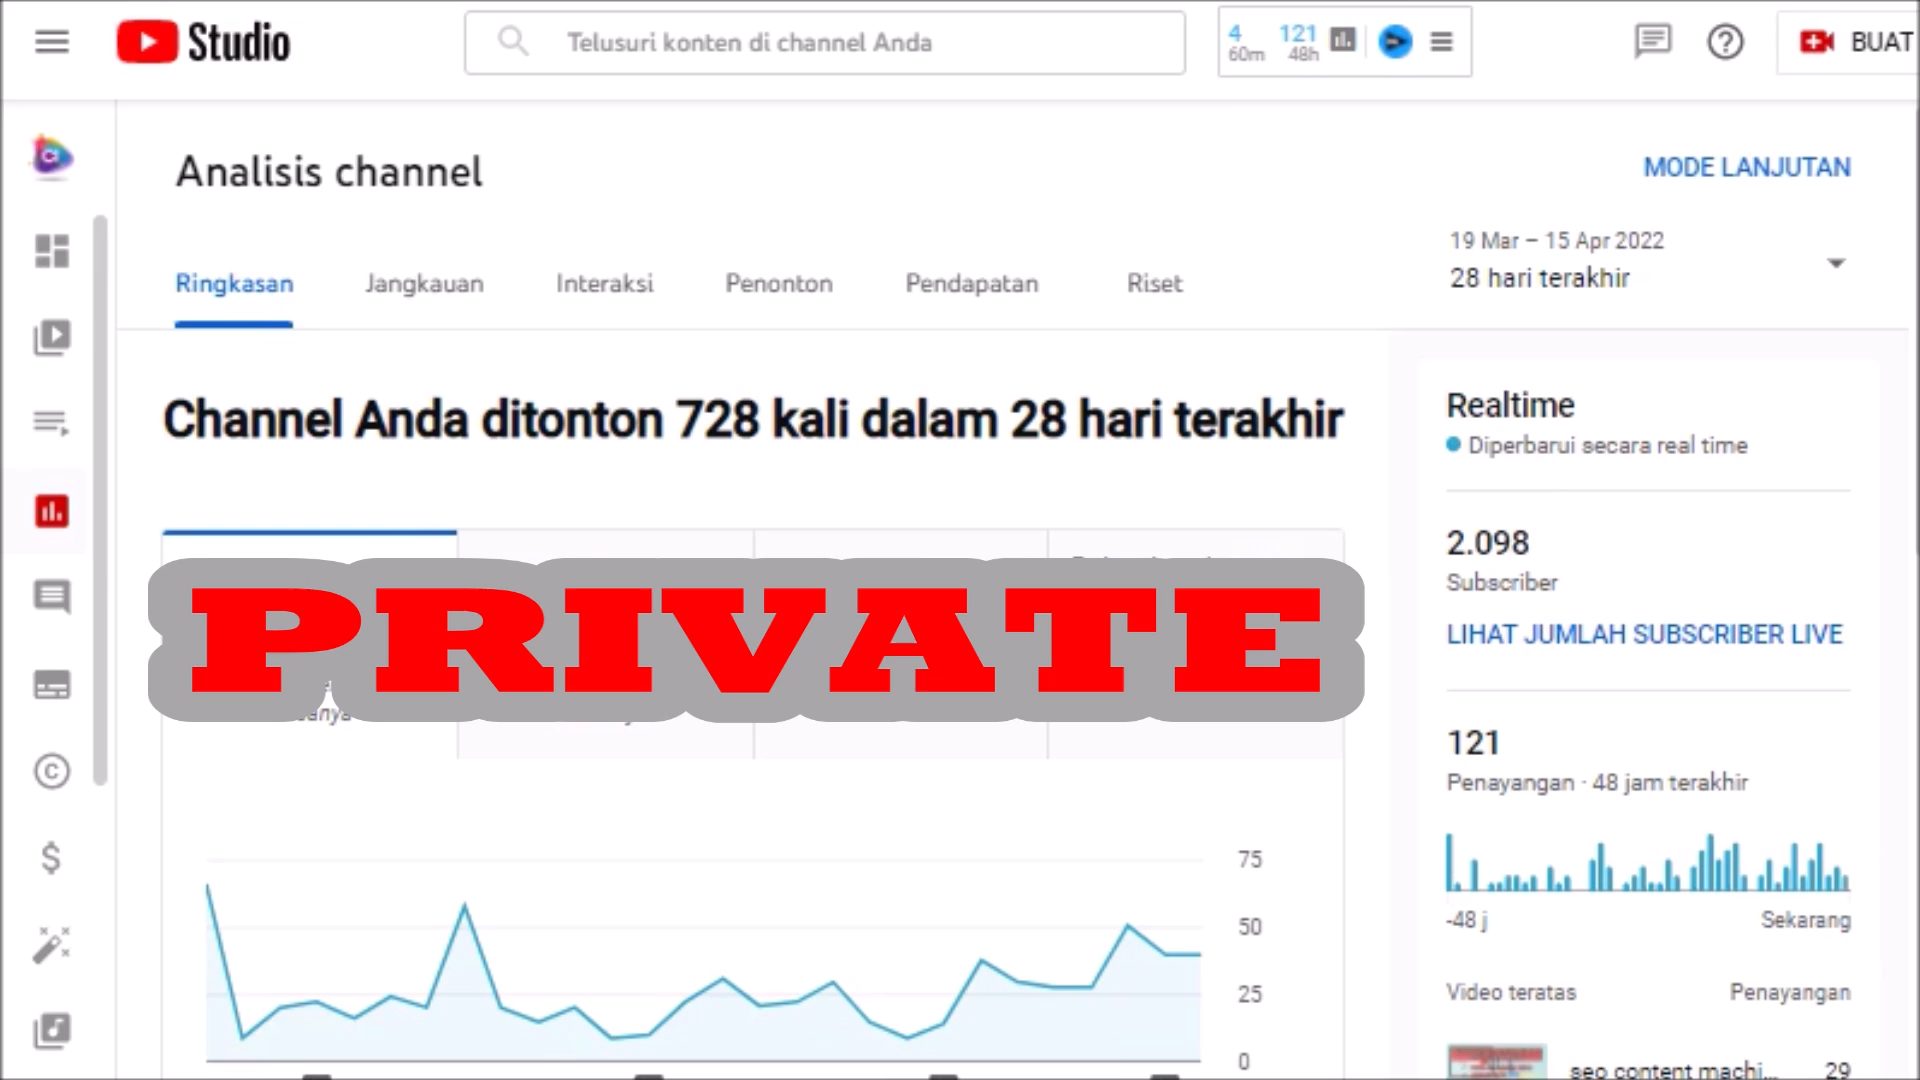 Studio
Telusuri konten di channel Anda
4
60m
121
48h
BUAT
Analisis channel
MODE LANJUTAN
Ringkasan
Jangkauan
Interaksi
Penonton
Pendapatan
Riset
19 Mar – 15 Apr 2022
28 hari terakhir
Channel Anda ditonton 728 kali dalam 28 hari terakhir
PRIVATE
75
50
25
0
Realtime
Diperbarui secara real time
2.098
Subscriber
LIHAT JUMLAH SUBSCRIBER LIVE
121
Penayangan · 48 jam terakhir
-48 j
Sekarang
Video teratas
Penayangan
seo content machi...
29